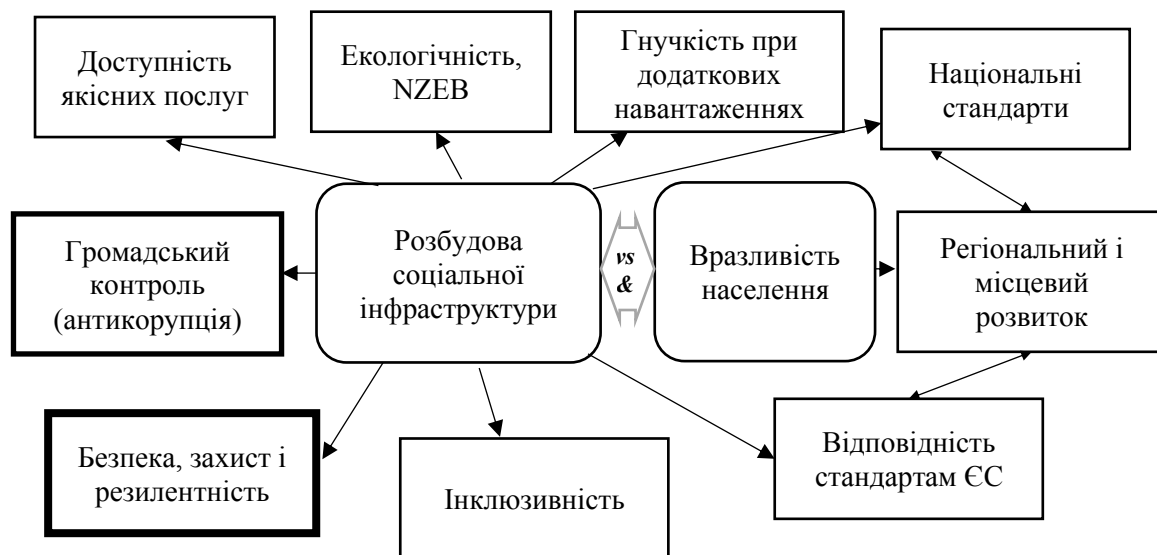 Доступність
якісних послуг
Екологічність,
NZEB
Гнучкість при
додаткових
навантаженнях
Національні
стандарти
Громадський
контроль
(антикорупція)
Розбудова
соціальної
інфраструктури
vs
&
Вразливість
населення
Регіональний і
місцевий
розвиток
Безпека, захист і
резилентність
Інклюзивність
Відповідність
стандартам ЄС